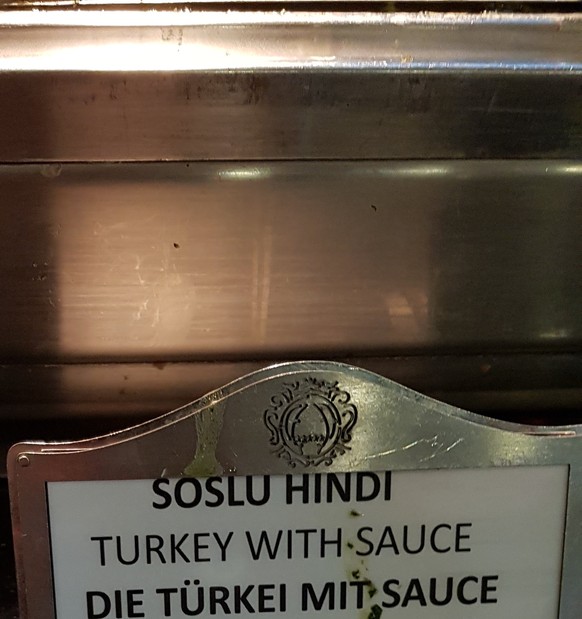 SOSLU HINDI
TURKEY WITH SAUCE
DIE TÜRKEI MIT SAUCE